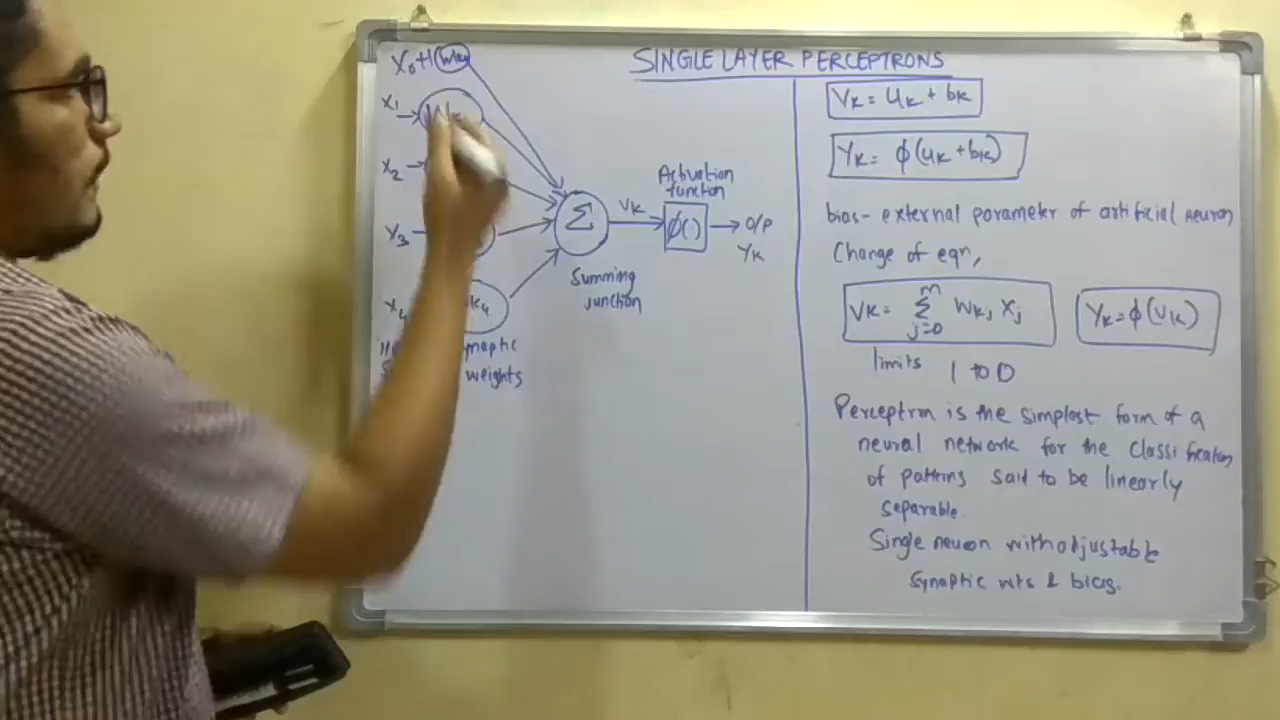 SINGLE LAYER PERCEPTRONS
X₀+1
X₁
X₂
X₃
X₄
k₄
Σ
Summing
junction
VK
Activation
function
ϕ()
O/P
YK
maptic
weights
VK = UK + bK
YK = ϕ(UK + bK)
bias- external parameter of artificial neuron
Change of eqn,
VK = Σ WKj Xj
m
j=0
YK = ϕ(VK)
limits 1 to 0
Perceptron is the simplest form of a
neural network for the classification
of patterns said to be linearly
separable.
Single neuron with adjustable
synaptic wts & bias.